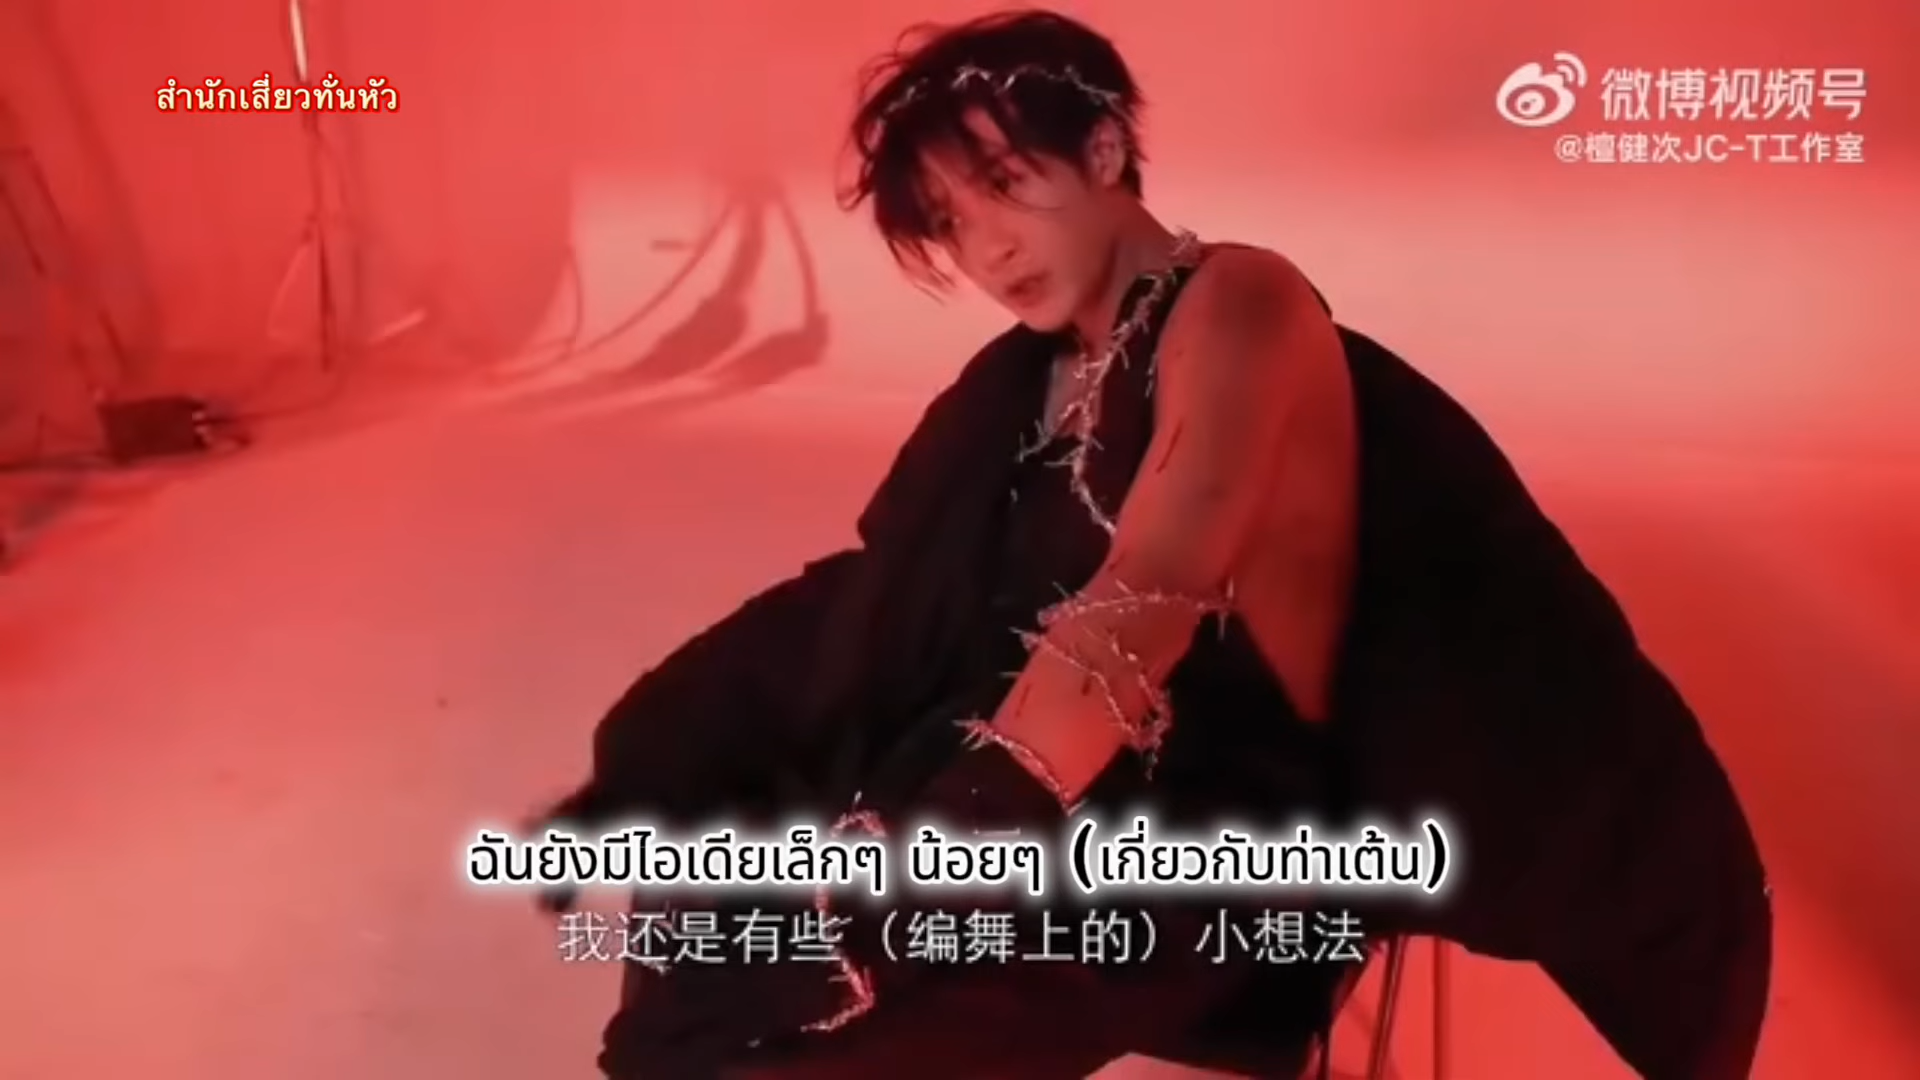 สำนักเสี่ยวทั่นหัว
微博视频号
@檀健次JC-T工作室
ฉันยังมีไอเดียเล็กๆ น้อยๆ (เกี่ยวกับท่าเต้น)
我还是有些（编舞上的）小想法